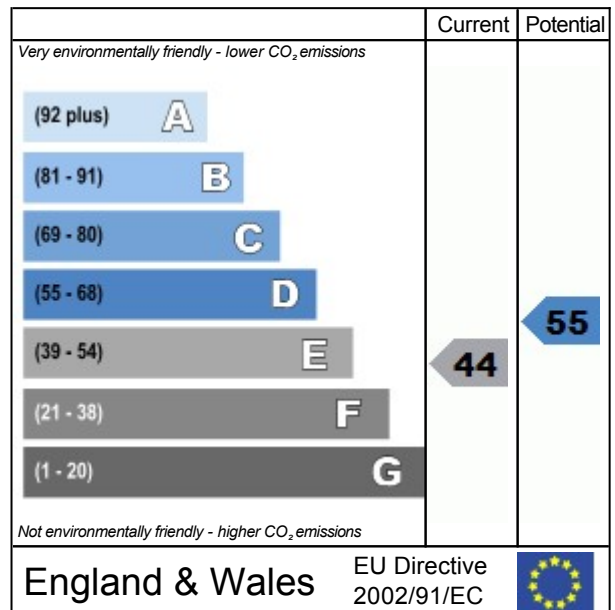 Current Potential
Very environmentally friendly - lower CO₂ emissions
(92 plus) A
(81 - 91) B
(69 - 80) C
(55 - 68) D
55
(39 - 54) E
44
(21 - 38) F
(1 - 20) G
Not environmentally friendly - higher CO₂ emissions
England & Wales
EU Directive
2002/91/EC